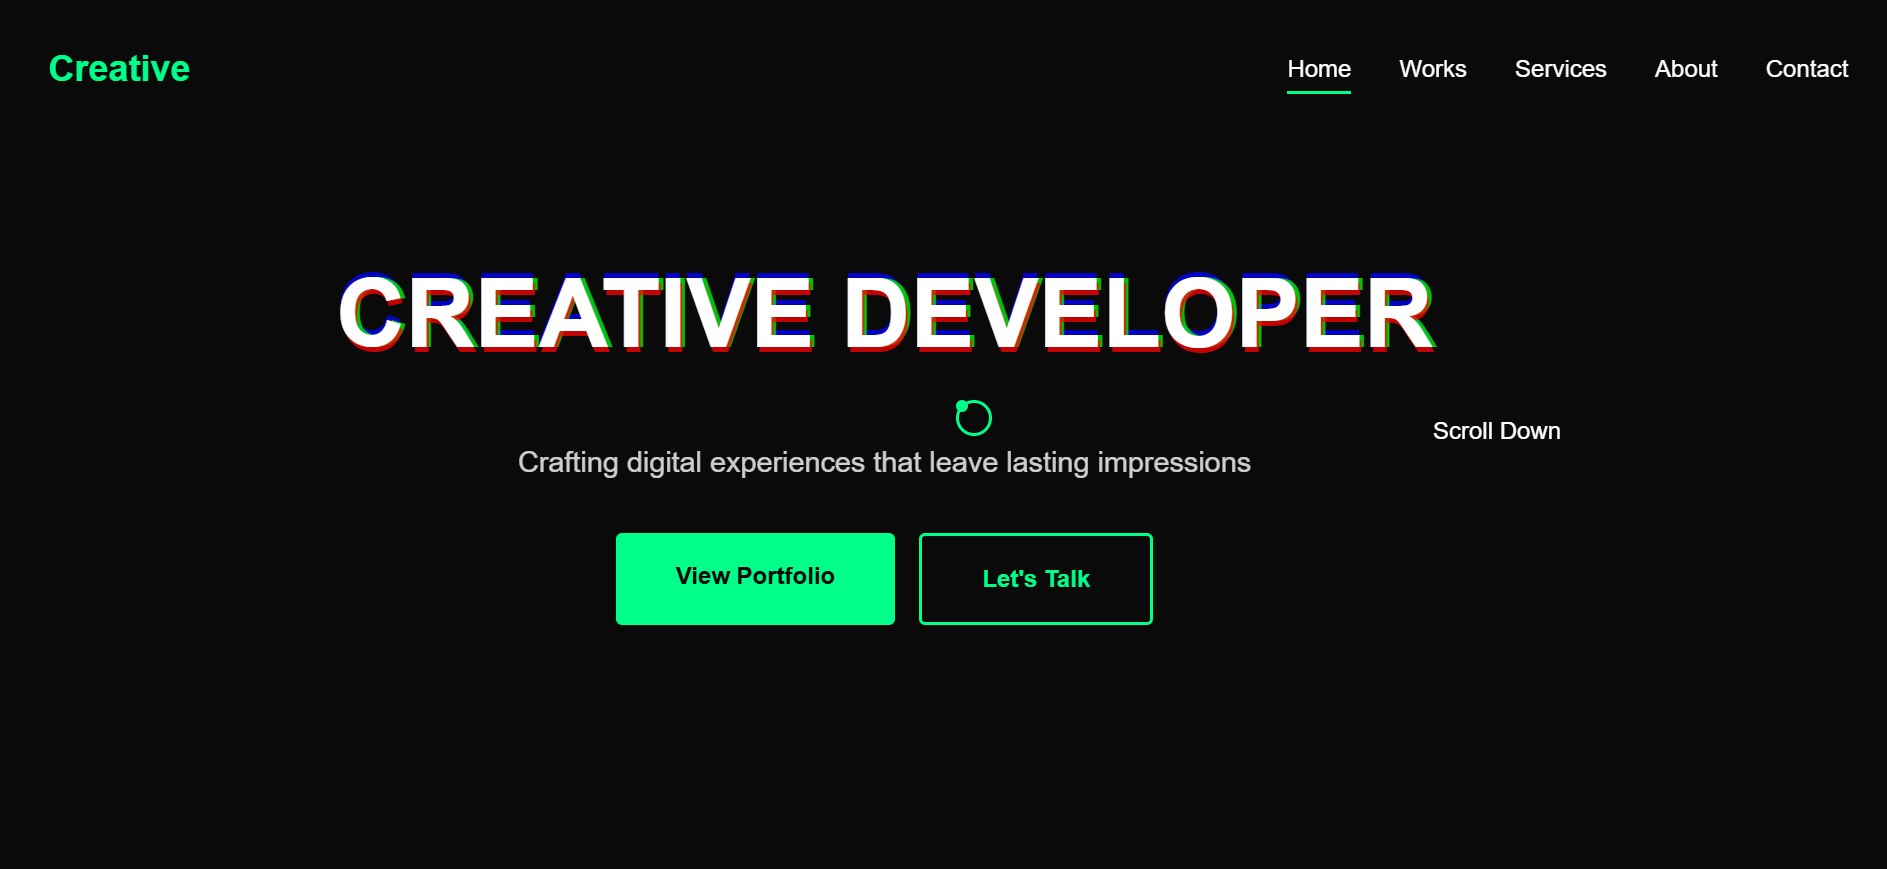 Creative
Home Works Services About Contact
CREATIVE DEVELOPER
Scroll Down
Crafting digital experiences that leave lasting impressions
View Portfolio
Let's Talk